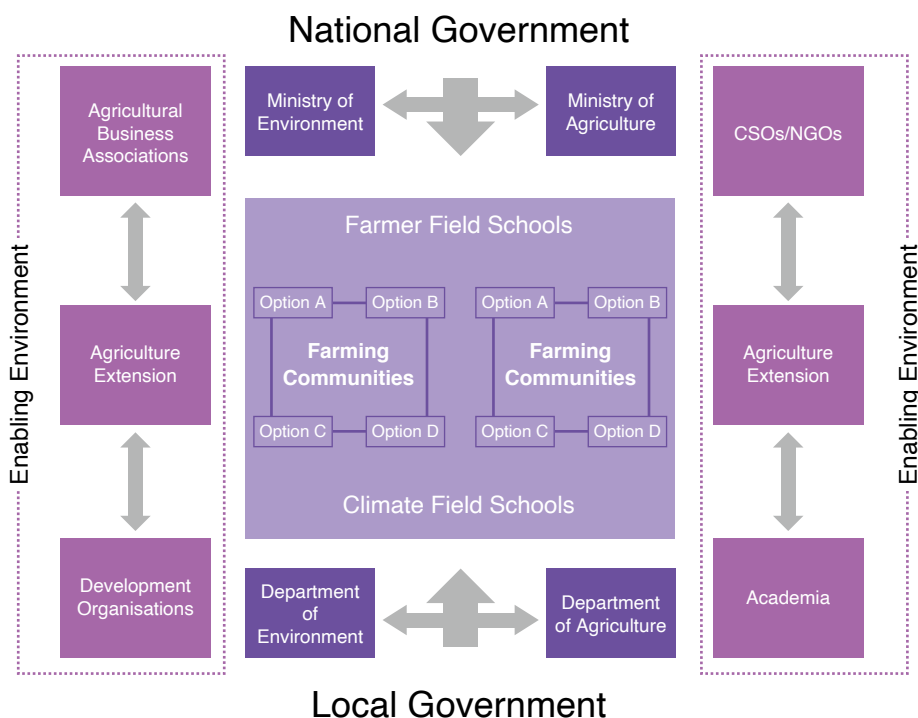 National Government
Enabling Environment
Agricultural
Business
Associations
Agriculture
Extension
Development
Organisations
Ministry of
Environment
Ministry of
Agriculture
Farmer Field Schools
Option A
Option B
Farming
Communities
Option C
Option D
Option A
Option B
Farming
Communities
Option C
Option D
Climate Field Schools
Department
of
Environment
Department
of Agriculture
CSOs/NGOs
Agriculture
Extension
Academia
Enabling Environment
Local Government